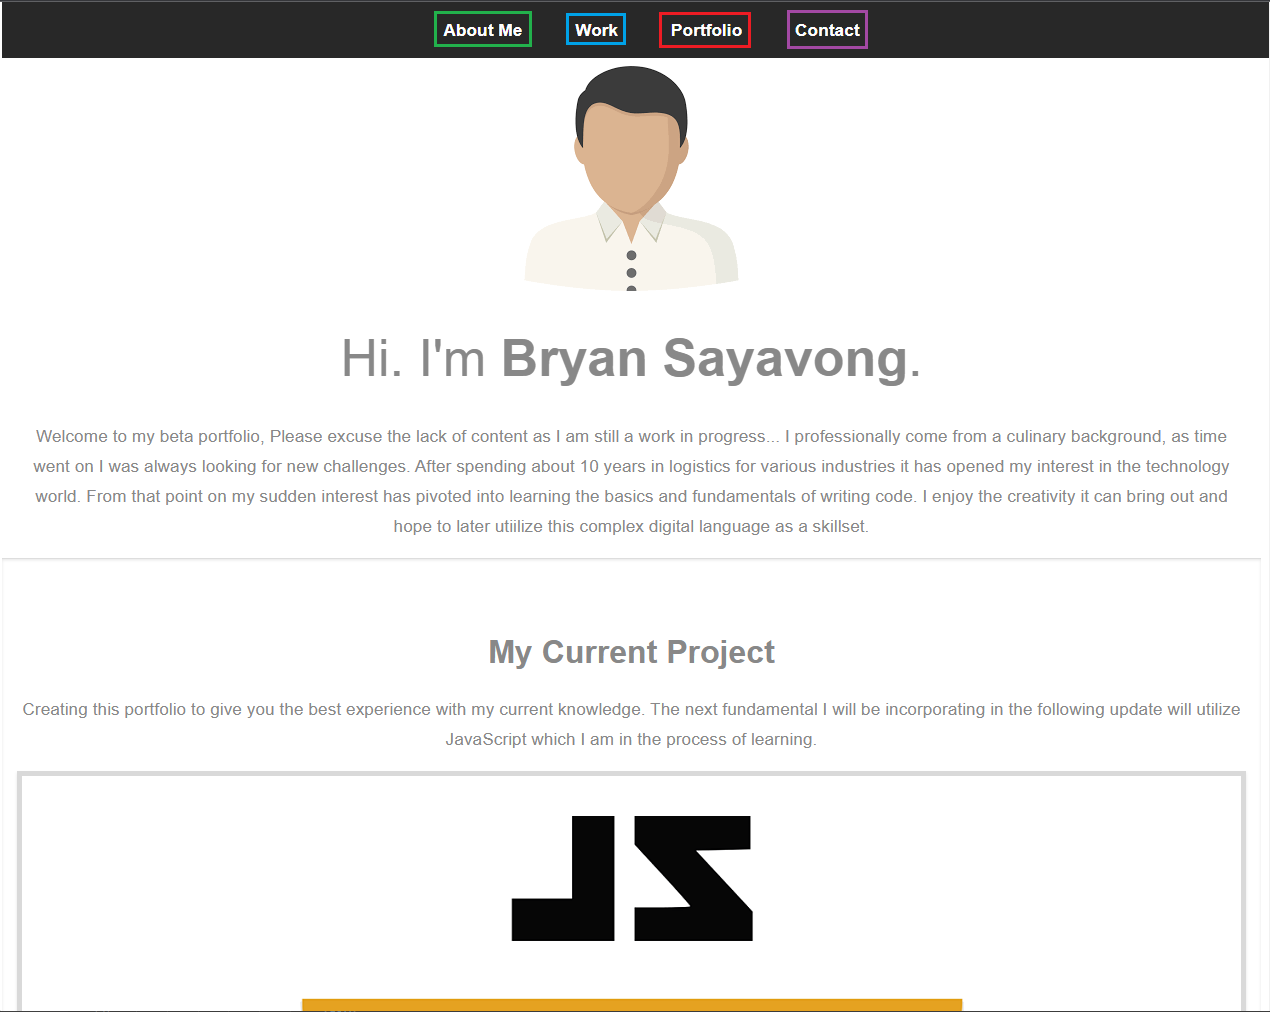 About Me Work Portfolio Contact
Hi. I'm Bryan Sayavong.
Welcome to my beta portfolio, Please excuse the lack of content as I am still a work in progress... I professionally come from a culinary background, as time
went on I was always looking for new challenges. After spending about 10 years in logistics for various industries it has opened my interest in the technology
world. From that point on my sudden interest has pivoted into learning the basics and fundamentals of writing code. I enjoy the creativity it can bring out and
hope to later utiilize this complex digital language as a skillset.
My Current Project
Creating this portfolio to give you the best experience with my current knowledge. The next fundamental I will be incorporating in the following update will utilize
JavaScript which I am in the process of learning.
JS